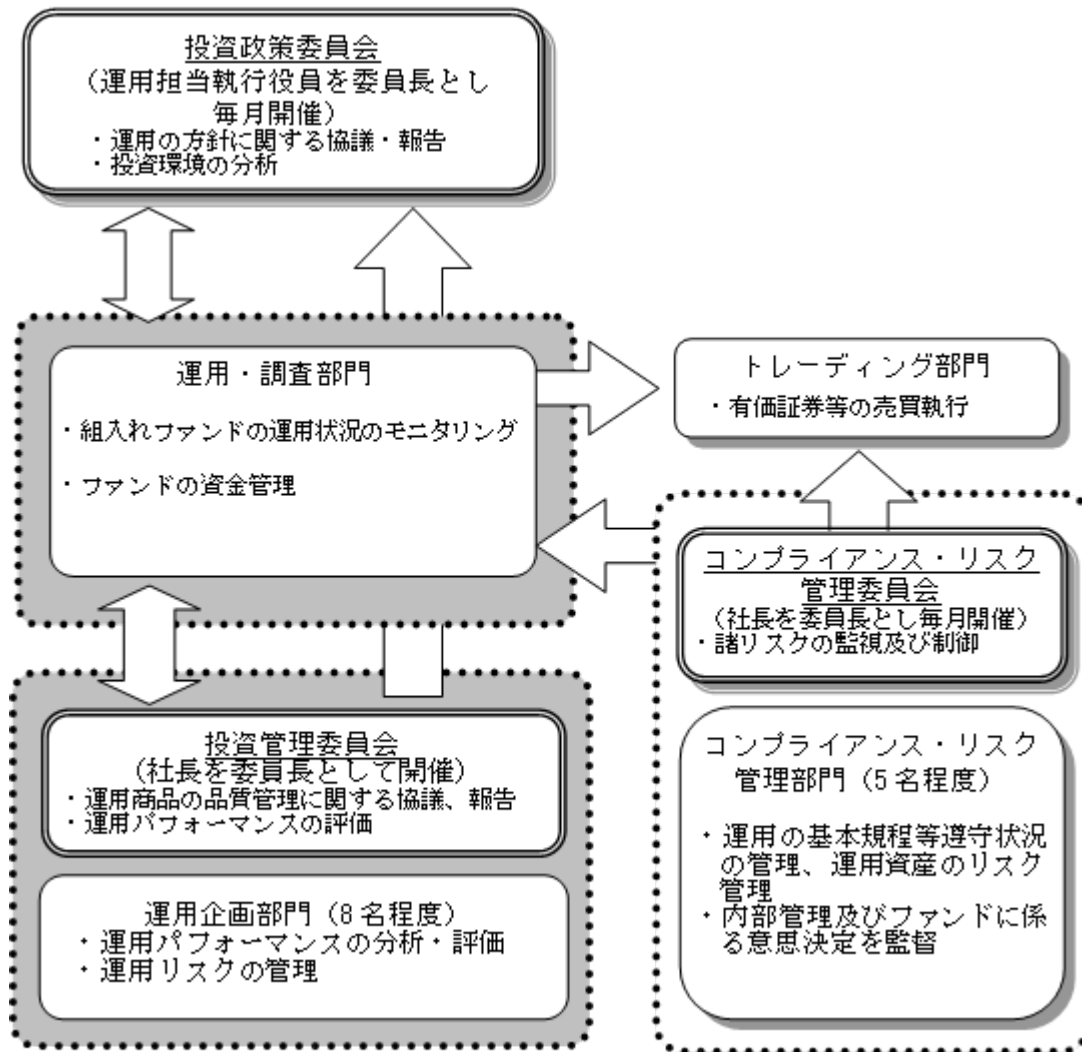 投資政策委員会
(運用担当執行役員を委員長とし
毎月開催)
・運用の方針に関する協議・報告
・投資環境の分析
運用・調査部門
・組入れファンドの運用状況のモニタリング
・ファンドの資金管理
トレーディング部門
・有価証券等の売買執行
コンプライアンス・リスク
管理委員会
(社長を委員長とし毎月開催)
・諸リスクの監視及び制御
投資管理委員会
(社長を委員長として開催)
・運用商品の品質管理に関する協議、報告
・運用パフォーマンスの評価
運用企画部門(8名程度)
・運用パフォーマンスの分析・評価
・運用リスクの管理
コンプライアンス・リスク
管理部門(5名程度)
・運用の基本規程等遵守状況
の管理、運用資産のリスク
管理
・内部管理及びファンドに係
る意思決定を監督